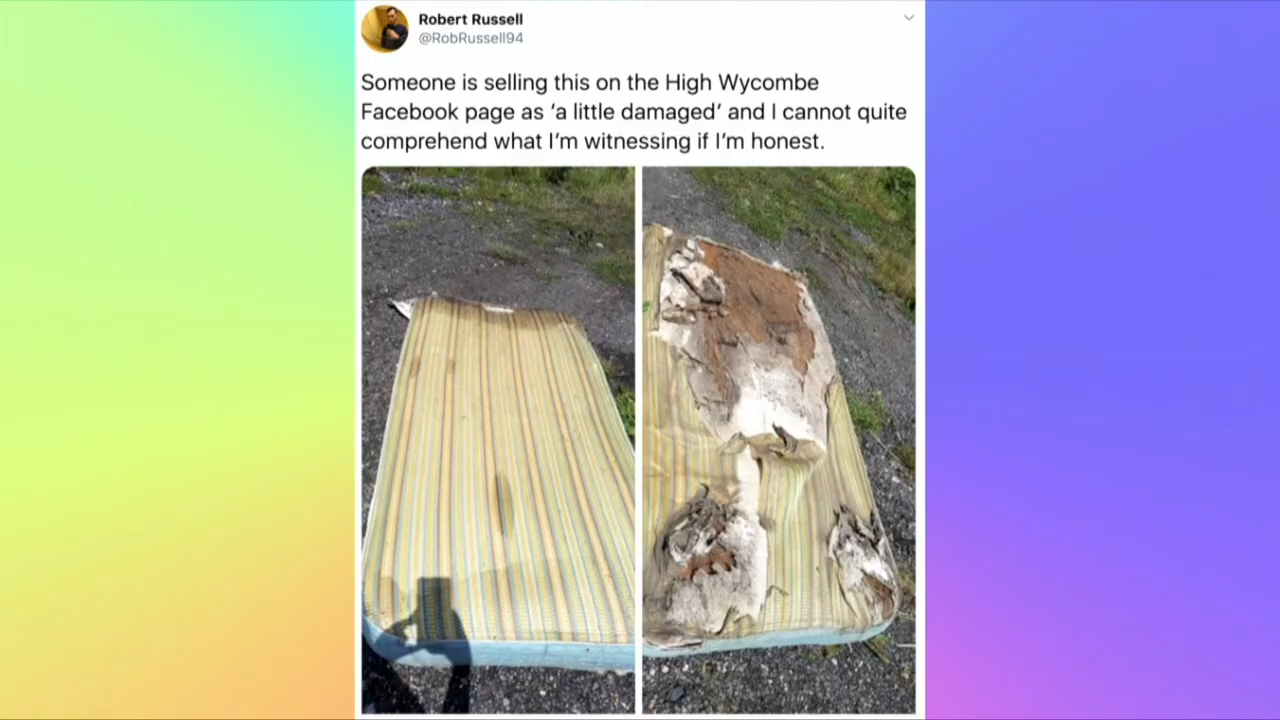 Robert Russell
@RobRussell94
Someone is selling this on the High Wycombe
Facebook page as ‘a little damaged’ and I cannot quite
comprehend what I’m witnessing if I’m honest.